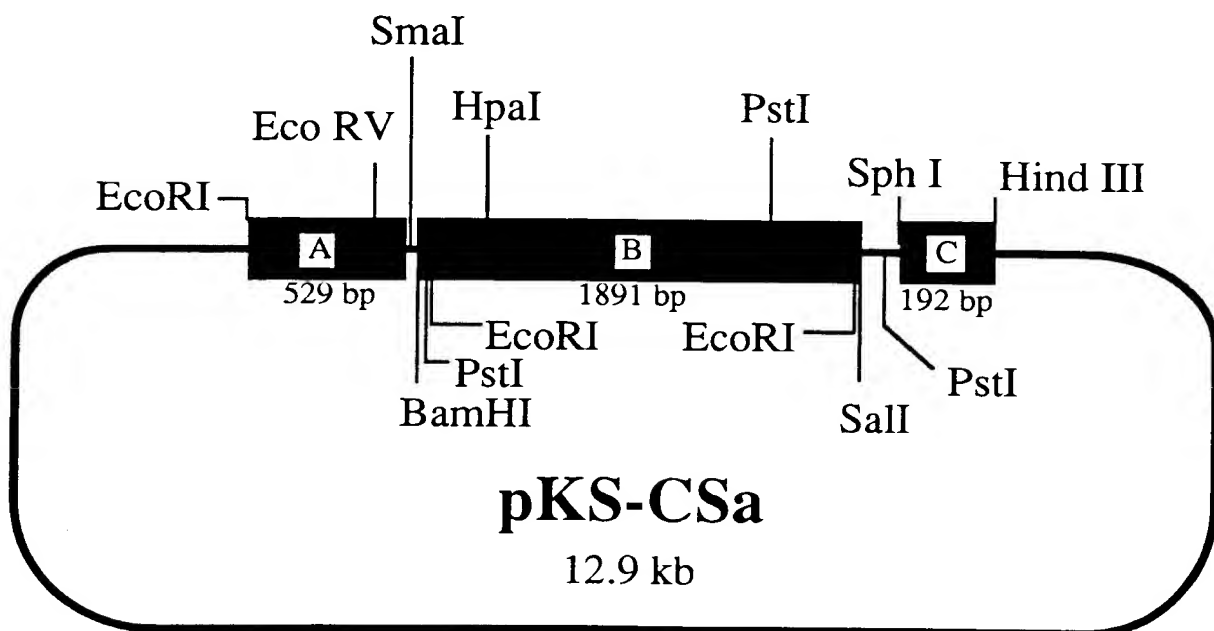 SmaI
HpaI
PstI
Eco RV
Sph I
Hind III
EcoRI
A
B
C
529 bp
1891 bp
192 bp
EcoRI
EcoRI
PstI
PstI
BamHI
SalI
pKS-CSa
12.9 kb